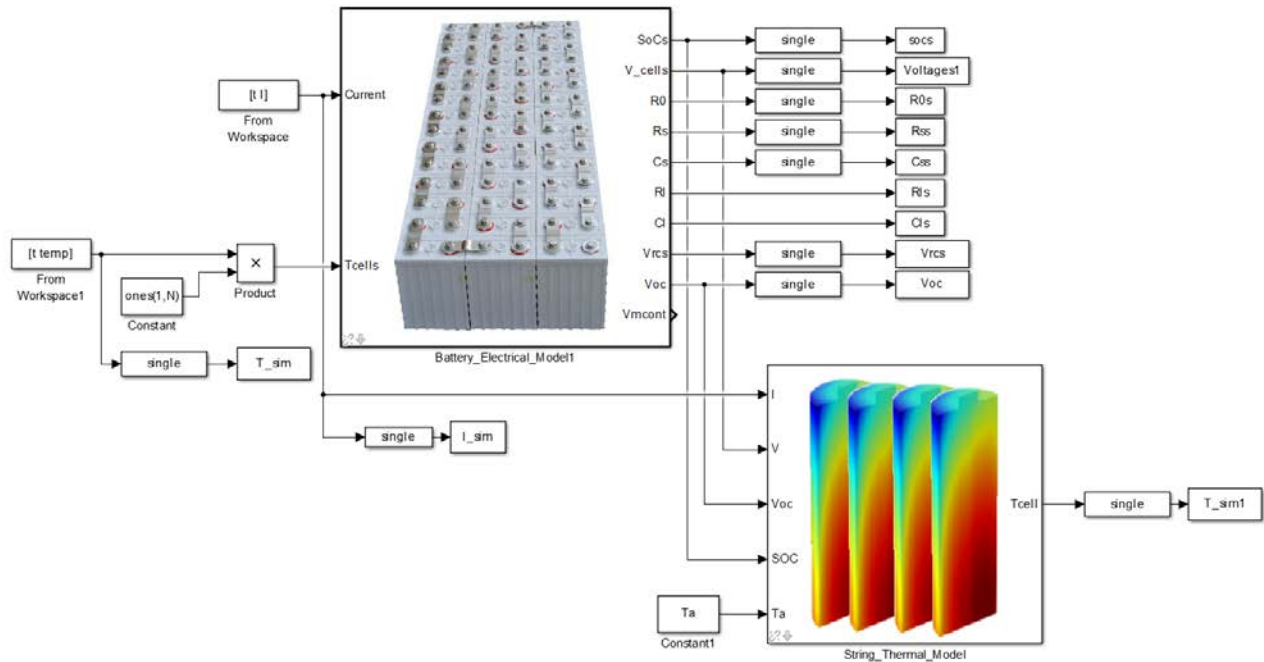 SoCs
single
socs
V_cells
single
Voltages1
[t I]
From
Workspace
Current
R0
single
R0s
Rs
single
Rss
Cs
single
Css
Rl
Rls
Cl
Cls
[t temp]
From
Workspace1
×
Product
Tcells
Vrcs
single
Vrcs
ones(1,N)
Constant
Voc
single
Voc
Vmcont
single
T_sim
Battery_Electrical_Model1
I
single
I_sim
V
Voc
Tcell
single
T_sim1
SOC
Ta
Constant1
Ta
String_Thermal_Model